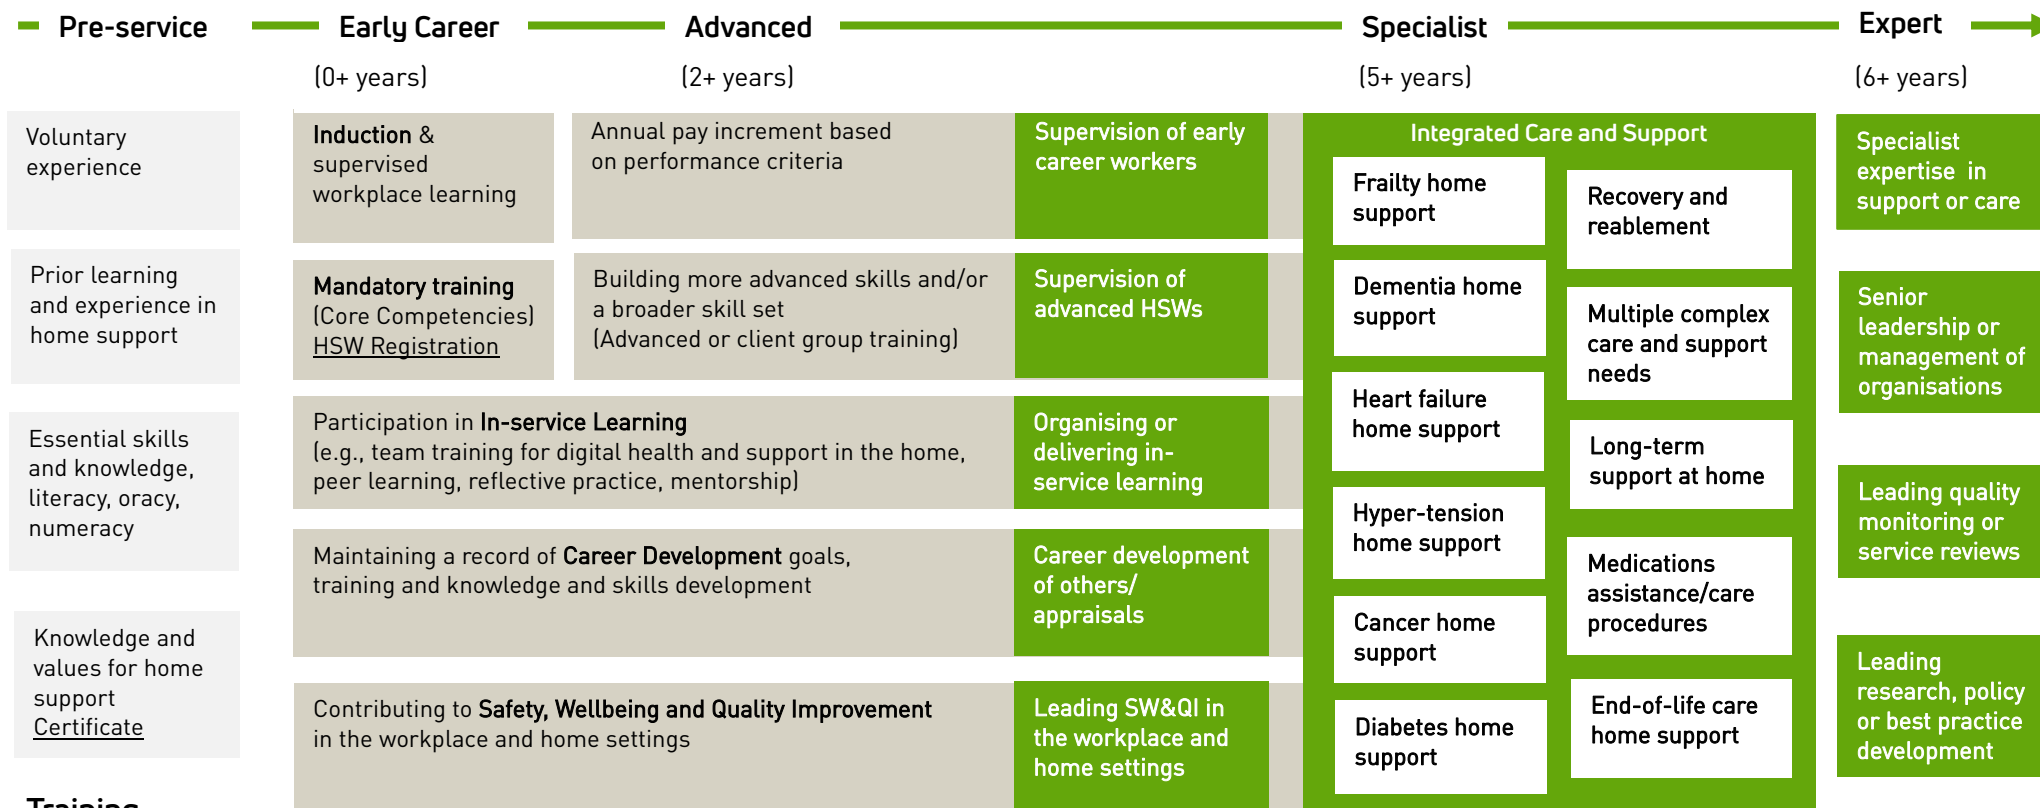 Pre-service
Early Career
Advanced
Specialist
Expert
(0+ years)
(2+ years)
(5+ years)
(6+ years)
Voluntary
experience
Prior learning
and experience in
home support
Essential skills
and knowledge,
literacy, oracy,
numeracy
Knowledge and
values for home
support
Certificate
Induction &
supervised
workplace learning
Mandatory training
(Core Competencies)
HSW Registration
Annual pay increment based
on performance criteria
Building more advanced skills and/or
a broader skill set
(Advanced or client group training)
Participation in In-service Learning
(e.g., team training for digital health and support in the home,
peer learning, reflective practice, mentorship)
Maintaining a record of Career Development goals,
training and knowledge and skills development
Contributing to Safety, Wellbeing and Quality Improvement
in the workplace and home settings
Supervision of early
career workers
Supervision of
advanced HSWs
Organising or
delivering in-
service learning
Career development
of others/
appraisals
Leading SW&QI in
the workplace and
home settings
Integrated Care and Support
Frailty home
support
Dementia home
support
Heart failure
home support
Hyper-tension
home support
Cancer home
support
Diabetes home
support
Recovery and
reablement
Multiple complex
care and support
needs
Long-term
support at home
Medications
assistance/care
procedures
End-of-life care
home support
Specialist
expertise in
support or care
Senior
leadership or
management of
organisations
Leading quality
monitoring or
service reviews
Leading
research, policy
or best practice
development
Training